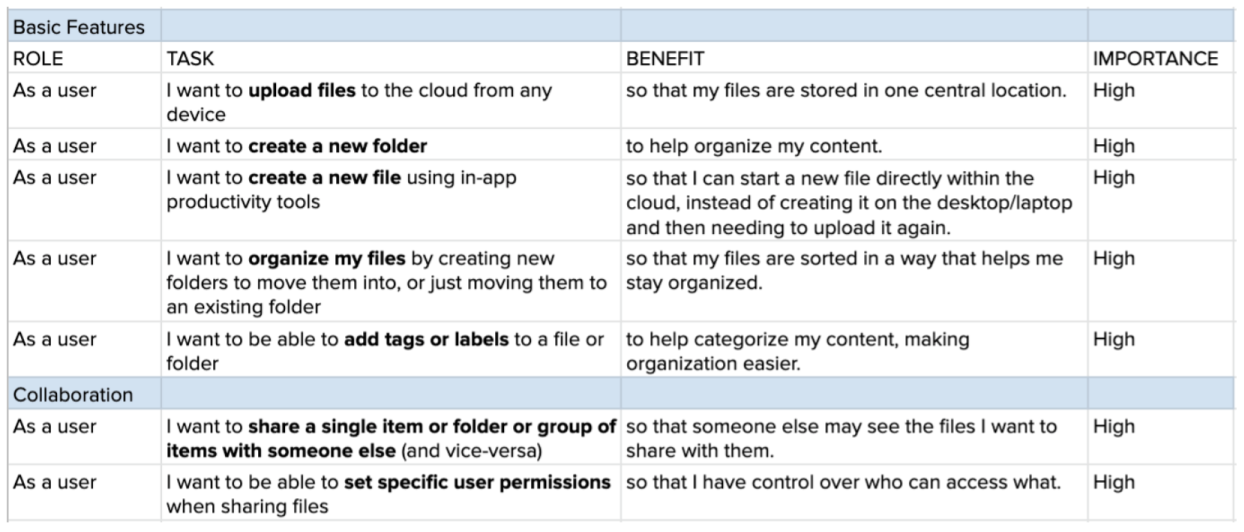 Basic Features
ROLE TASK BENEFIT IMPORTANCE
As a user I want to upload files to the cloud from any so that my files are stored in one central location. High
device
As a user I want to create a new folder to help organize my content. High
As a user I want to create a new file using in-app so that I can start a new file directly within the High
productivity tools cloud, instead of creating it on the desktop/laptop
and then needing to upload it again.
As a user I want to organize my files by creating new so that my files are sorted in a way that helps me High
folders to move them into, or just moving them to stay organized.
an existing folder
As a user I want to be able to add tags or labels to a file or to help categorize my content, making High
folder organization easier.
Collaboration
As a user I want to share a single item or folder or group of so that someone else may see the files I want to High
items with someone else (and vice-versa) share with them.
As a user I want to be able to set specific user permissions so that I have control over who can access what. High
when sharing files